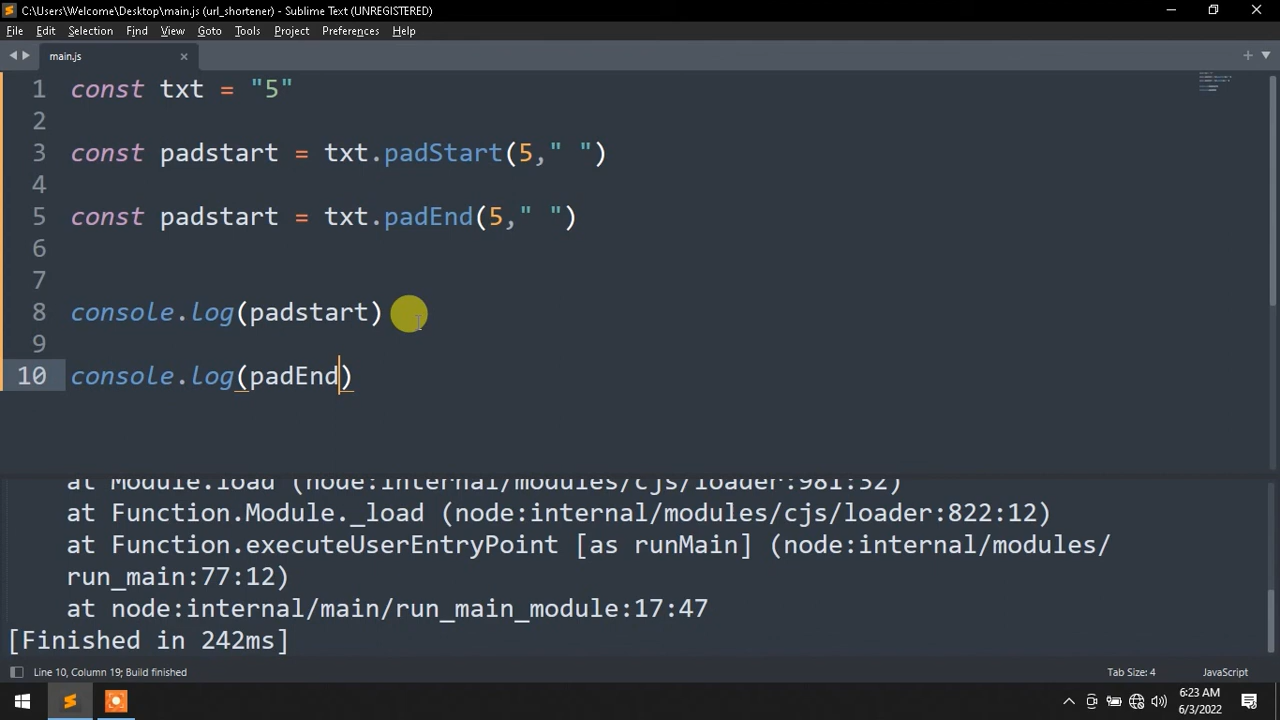 C:\Users\Welcome\Desktop\main.js (url_shortener) - Sublime Text (UNREGISTERED)
File Edit Selection Find View Goto Tools Project Preferences Help
main.js
1 const txt = "5"
2
3 const padstart = txt.padStart(5," ")
4
5 const padstart = txt.padEnd(5," ")
6
7
8 console.log(padstart)
9
10 console.log(padEnd)
at Module.load (node:internal/modules/cjs/loader:981:32)
at Function.Module._load (node:internal/modules/cjs/loader:822:12)
at Function.executeUserEntryPoint [as runMain] (node:internal/modules/
run_main:77:12)
at node:internal/main/run_main_module:17:47
[Finished in 242ms]
Line 10, Column 19; Build finished Tab Size: 4 JavaScript
6:23 AM
6/3/2022